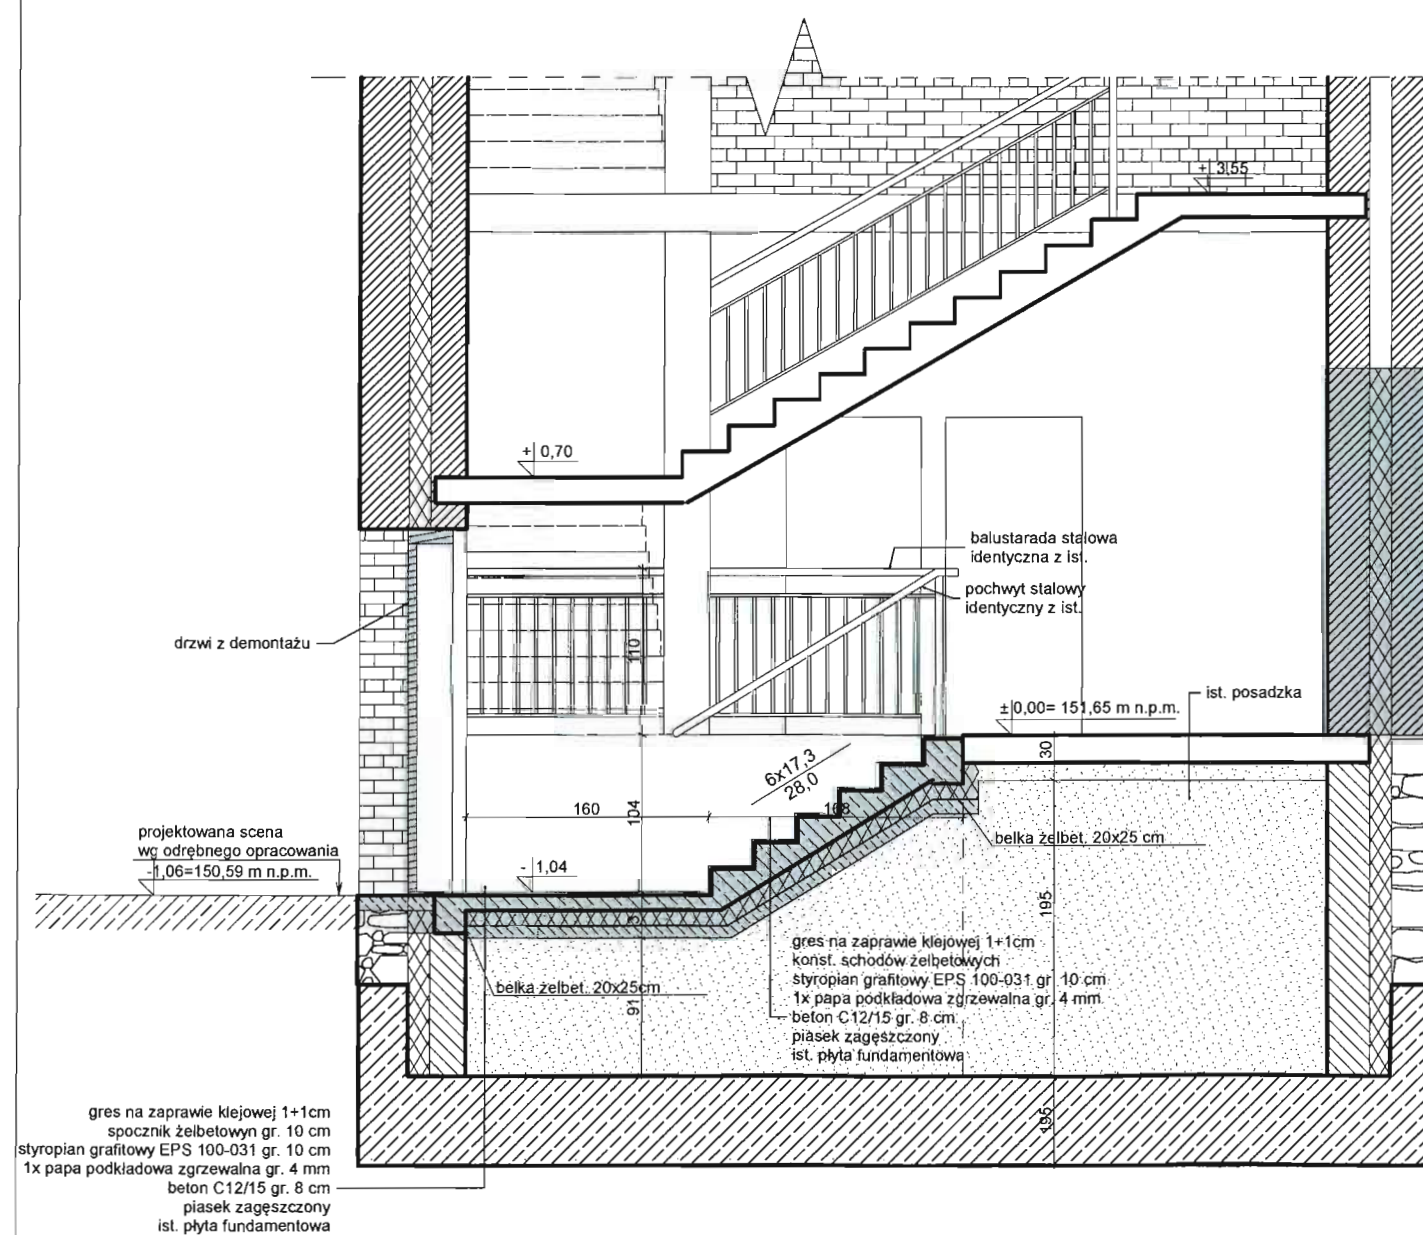 + 3,55
+ 0,70
balustarada stalowa
identyczna z ist.
pochwyt stalowy
identyczny z ist.
drzwi z demontażu
110
ist. posadzka
±0,00= 151,65 m n.p.m.
30
6x17,3
28,0
160
104
168
projektowana scena
wg odrębnego opracowania
-1,06=150,59 m n.p.m.
- 1,04
belka żelbet. 20x25 cm
195
gres na zaprawie klejowej 1+1cm
konst. schodów żelbetowych
styropian grafitowy EPS 100-031 gr. 10 cm
1x papa podkładowa zgrzewalna gr. 4 mm
beton C12/15 gr. 8 cm
piasek zagęszczony
ist. płyta fundamentowa
belka żelbet. 20x25cm
91
195
gres na zaprawie klejowej 1+1cm
spocznik żelbetowyn gr. 10 cm
styropian grafitowy EPS 100-031 gr. 10 cm
1x papa podkładowa zgrzewalna gr. 4 mm
beton C12/15 gr. 8 cm
piasek zagęszczony
ist. płyta fundamentowa